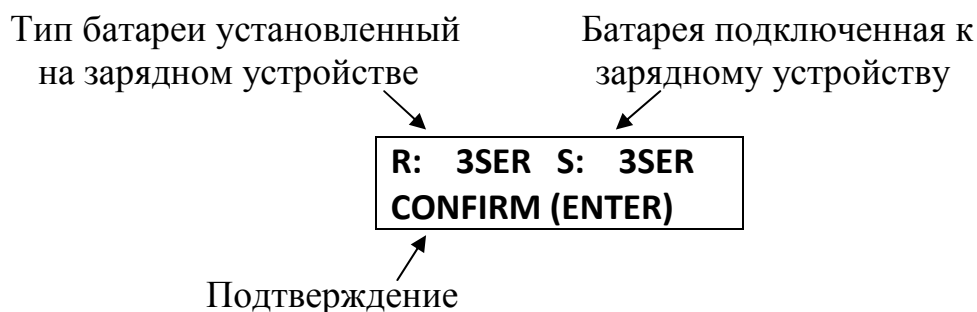 Тип батареи установленный
на зарядном устройстве
Батарея подключенная к
зарядному устройству
R: 3SER S: 3SER
CONFIRM (ENTER)
Подтверждение